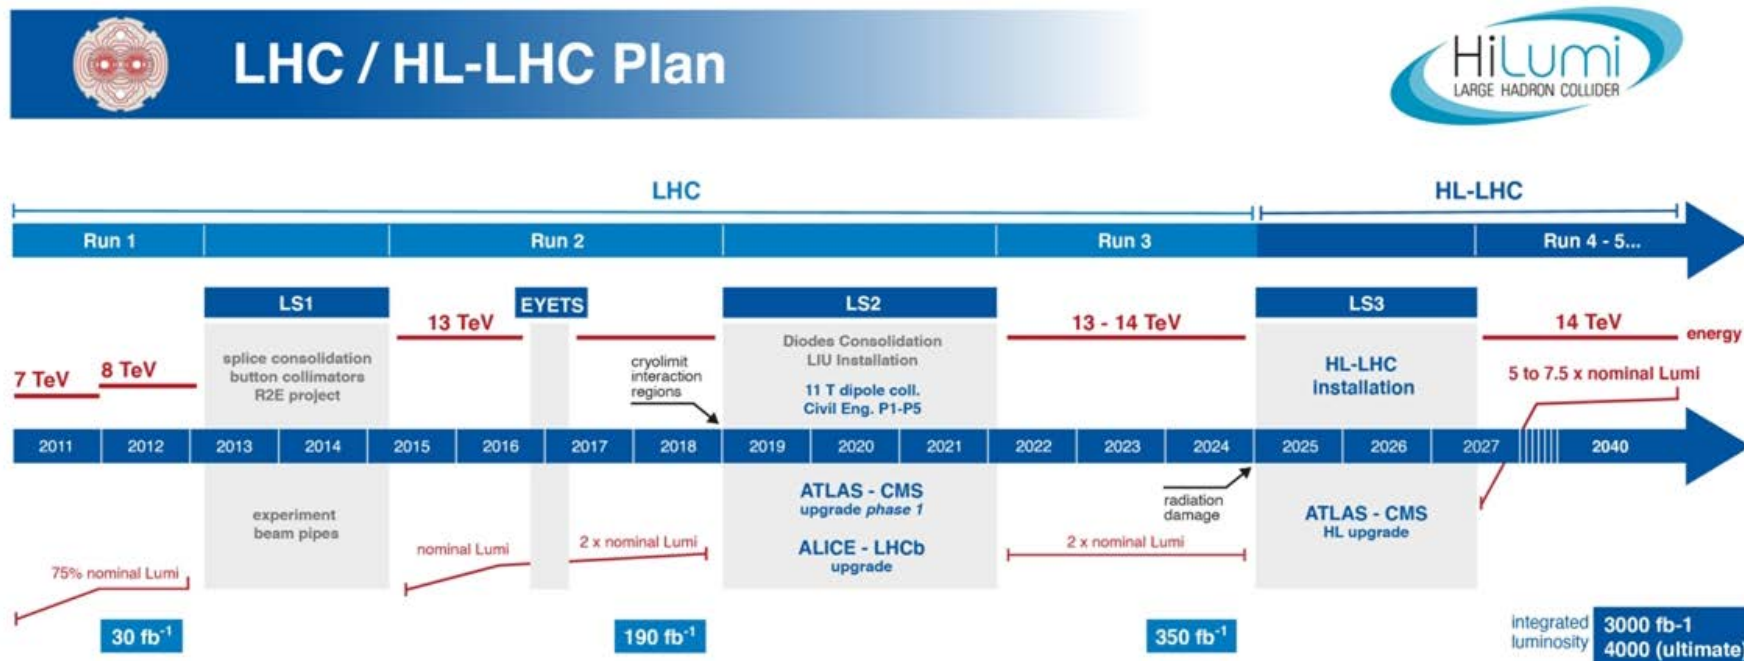 LHC / HL-LHC Plan
HiLumi
LARGE HADRON COLLIDER
LHC
HL-LHC
Run 1
Run 2
Run 3
Run 4 - 5...
LS1
EYETS
LS2
LS3
13 TeV
13 - 14 TeV
14 TeV
energy
7 TeV
8 TeV
splice consolidation
button collimators
R2E project
cryolimit
interaction
regions
Diodes Consolidation
LIU Installation
11 T dipole coll.
Civil Eng. P1-P5
HL-LHC
installation
5 to 7.5 x nominal Lumi
2011
2012
2013
2014
2015
2016
2017
2018
2019
2020
2021
2022
2023
2024
2025
2026
2027
2040
experiment
beam pipes
ATLAS - CMS
upgrade phase 1
ALICE - LHCb
upgrade
radiation
damage
ATLAS - CMS
HL upgrade
75% nominal Lumi
nominal Lumi
2 x nominal Lumi
2 x nominal Lumi
30 fb⁻¹
190 fb⁻¹
350 fb⁻¹
integrated
luminosity
3000 fb-1
4000 (ultimate)